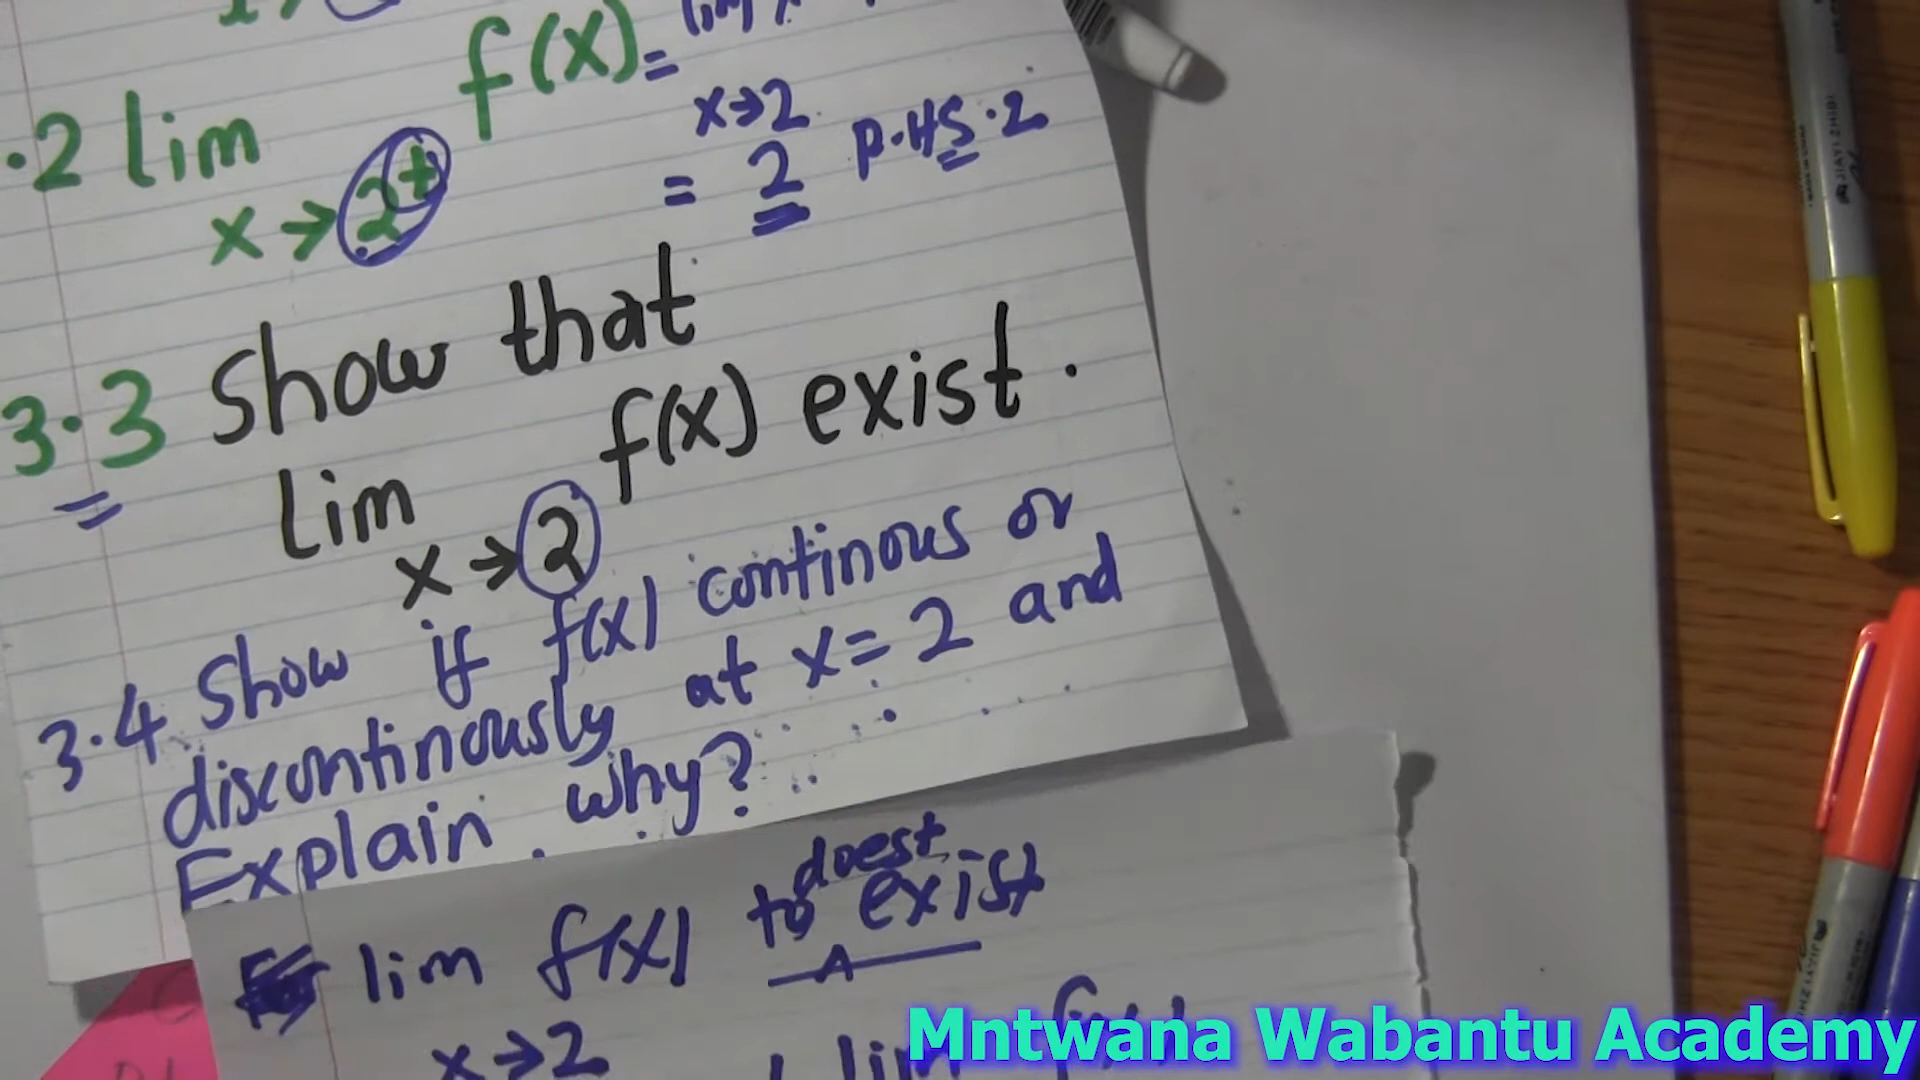 f(x) =
.2 lim
x→2
x→2+
= 2 R.HS.2
3.3 Show that
lim f(x) exist.
x→2
3.4 Show if f(x) continous or
discontinously at x=2 and
Explain why?
doest
lim f(x) to exist
x→2
lim
Mntwana Wabantu Academy